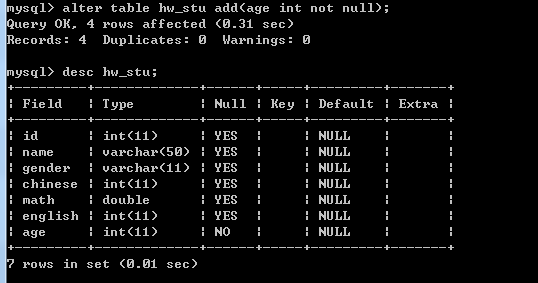 mysql> alter table hw_stu add(age int not null);
Query OK, 4 rows affected (0.31 sec)
Records: 4  Duplicates: 0  Warnings: 0
mysql> desc hw_stu;
+---------+-------------+------+-----+---------+-------+
| Field   | Type        | Null | Key | Default | Extra |
+---------+-------------+------+-----+---------+-------+
| id      | int(11)     | YES  |     | NULL    |       |
| name    | varchar(50) | YES  |     | NULL    |       |
| gender  | varchar(11) | YES  |     | NULL    |       |
| chinese | int(11)     | YES  |     | NULL    |       |
| math    | double      | YES  |     | NULL    |       |
| english | int(11)     | YES  |     | NULL    |       |
| age     | int(11)     | NO   |     | NULL    |       |
+---------+-------------+------+-----+---------+-------+
7 rows in set (0.01 sec)